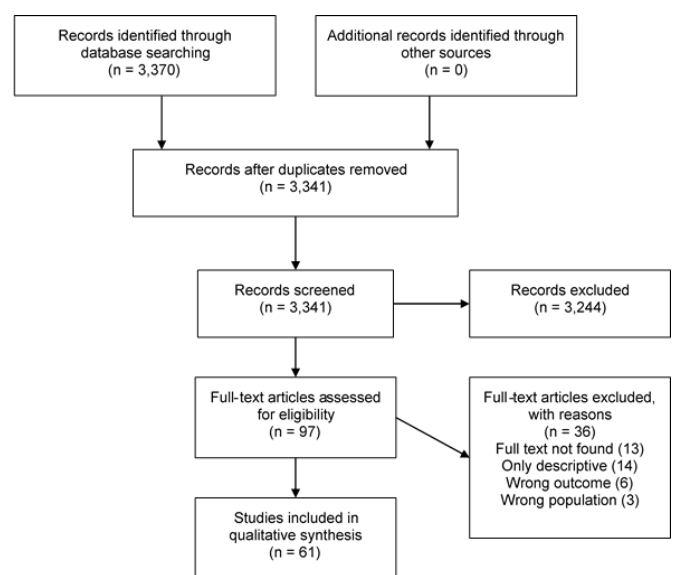 Records identified through
database searching
(n = 3,370)
Additional records identified through
other sources
(n = 0)
Records after duplicates removed
(n = 3,341)
Records screened
(n = 3,341)
Records excluded
(n = 3,244)
Full-text articles assessed
for eligibility
(n = 97)
Full-text articles excluded,
with reasons
(n = 36)
Full text not found (13)
Only descriptive (14)
Wrong outcome (6)
Wrong population (3)
Studies included in
qualitative synthesis
(n = 61)